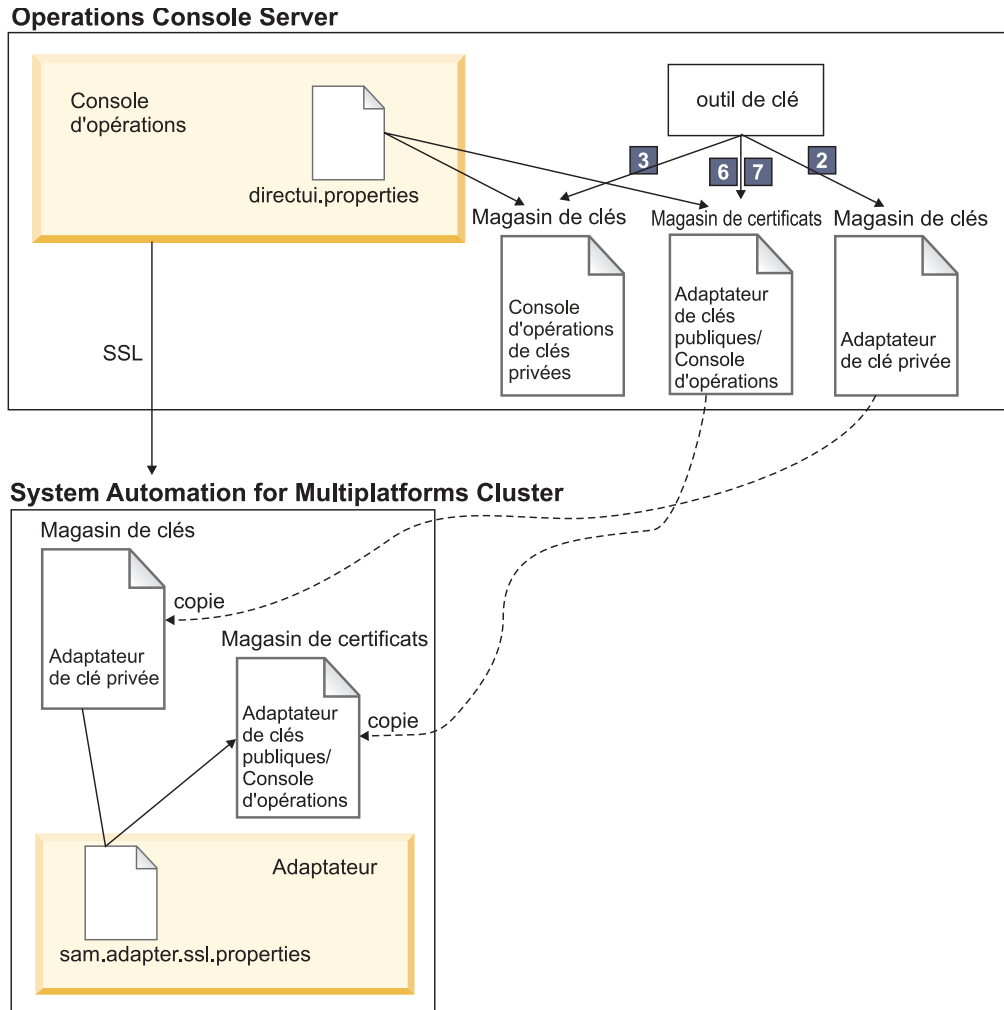 Operations Console Server
Console
d'opérations
directui.properties
outil de clé
3
6
7
2
Magasin de clés
Magasin de certificats
Magasin de clés
Console
d'opérations
de clés
privées
Adaptateur
de clés
publiques/
Console
d'opérations
Adaptateur
de clé privée
SSL
System Automation for Multiplatforms Cluster
Magasin de clés
copie
Adaptateur
de clé privée
Magasin de certificats
copie
Adaptateur
de clés
publiques/
Console
d'opérations
Adaptateur
sam.adapter.ssl.properties